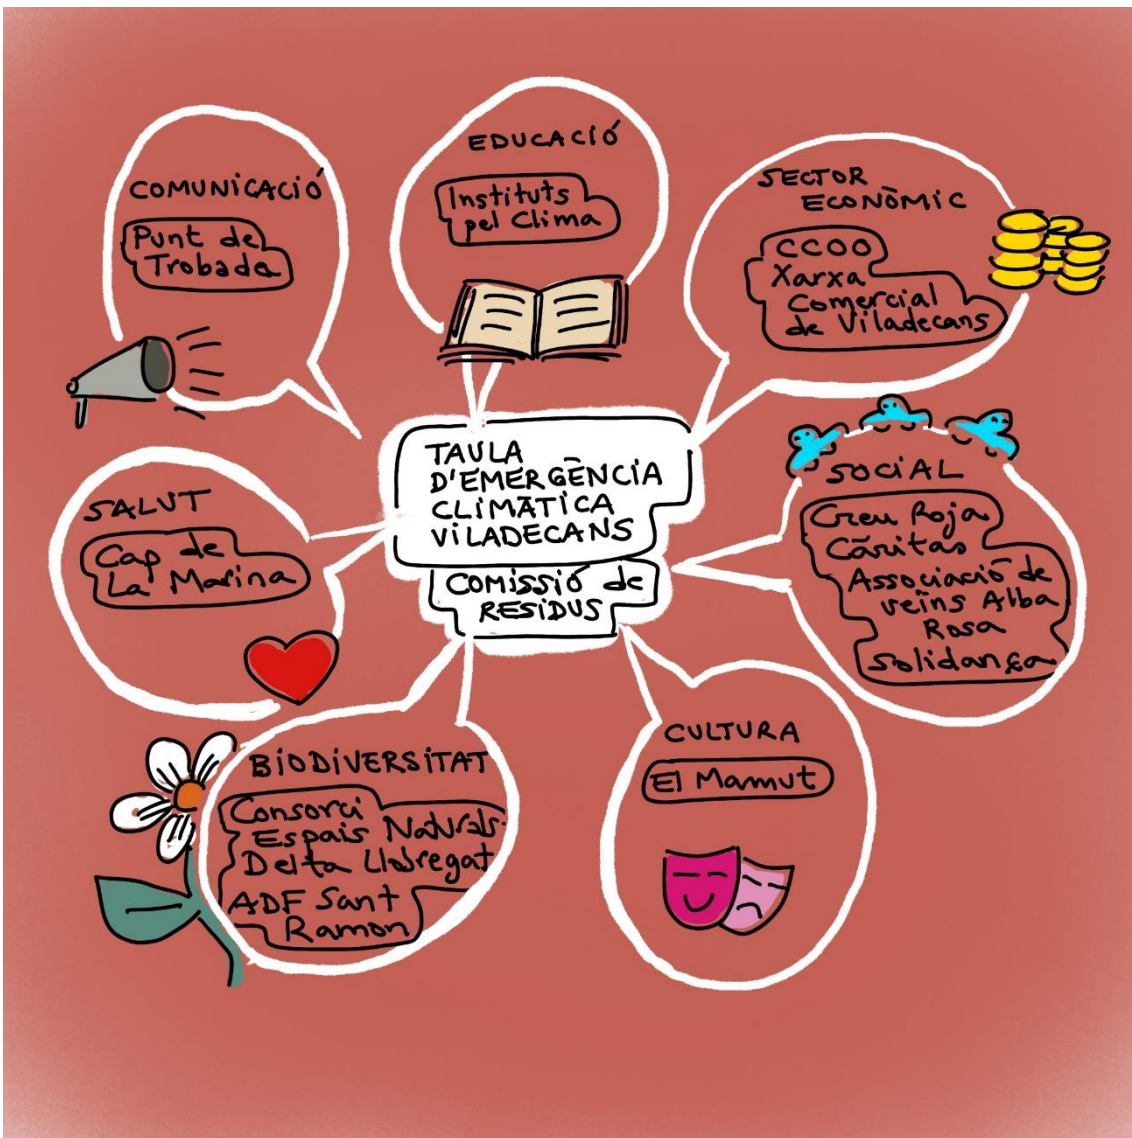 COMUNICACIÓ
Punt de
Trobada
EDUCACIÓ
Instituts
pel Clima
SECTOR
ECONÒMIC
CCOO
Xarxa
Comercial
de Viladecans
TAULA
D'EMERGÈNCIA
CLIMÀTICA
VILADECANS
COMISSIÓ de
RESIDUS
SALUT
Cap de
La Marina
SOCIAL
Creu Roja
Càritas
Associació de
veïns Alba
Rosa
Solidança
BIODIVERSITAT
Consorci
Espais Naturals
Delta Llobregat
ADF Sant
Ramon
CULTURA
El Mamut